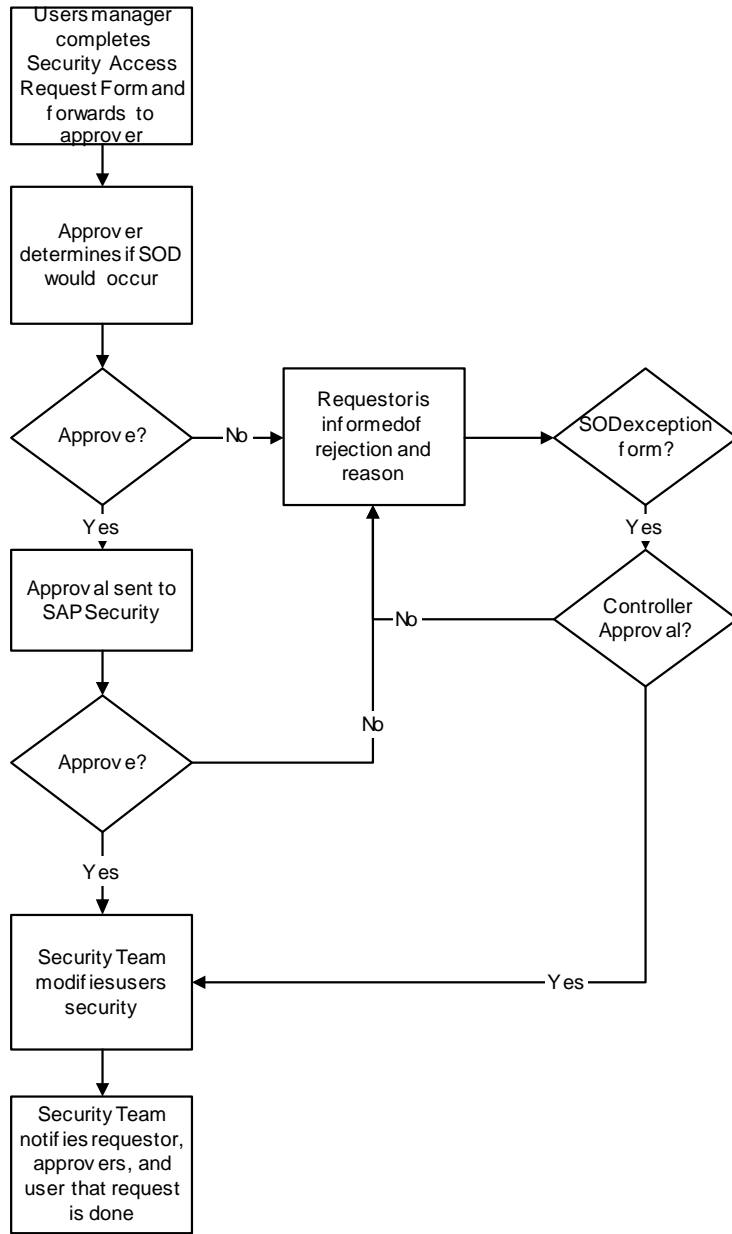 Users manager
completes
Security Access
Request Form and
forwards to
approver
Approver
determines if SOD
would occur
Approve?
No
Requestor is
informed of
rejection and
reason
SOD exception
form?
Yes
Yes
Approval sent to
SAP Security
Controller
Approval?
No
No
Approve?
Yes
Security Team
modifies users
security
Yes
Security Team
notifies requestor,
approvers, and
user that request
is done